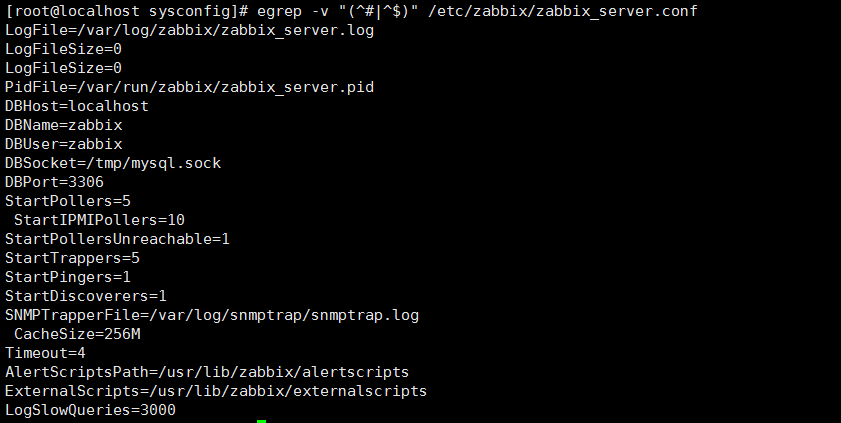 [root@localhost sysconfig]# egrep -v "(^#|^$)" /etc/zabbix/zabbix_server.conf
LogFile=/var/log/zabbix/zabbix_server.log
LogFileSize=0
LogFileSize=0
PidFile=/var/run/zabbix/zabbix_server.pid
DBHost=localhost
DBName=zabbix
DBUser=zabbix
DBSocket=/tmp/mysql.sock
DBPort=3306
StartPollers=5
 StartIPMIPollers=10
StartPollersUnreachable=1
StartTrappers=5
StartPingers=1
StartDiscoverers=1
SNMPTrapperFile=/var/log/snmptrap/snmptrap.log
 CacheSize=256M
Timeout=4
AlertScriptsPath=/usr/lib/zabbix/alertscripts
ExternalScripts=/usr/lib/zabbix/externalscripts
LogSlowQueries=3000